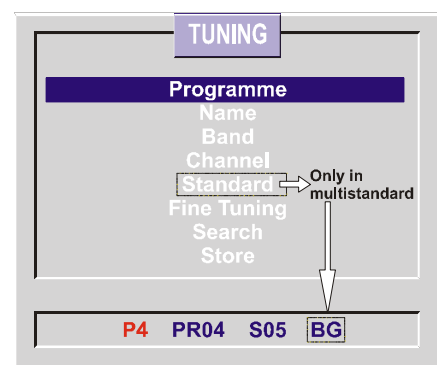 TUNING
Programme
Name
Band
Channel
Standard
Only in
multistandard
Fine Tuning
Search
Store
P4 PR04 S05 BG